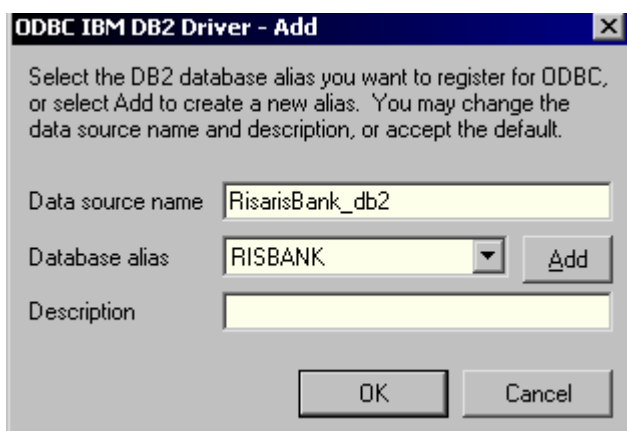 ODBC IBM DB2 Driver - Add
Select the DB2 database alias you want to register for ODBC,
or select Add to create a new alias. You may change the
data source name and description, or accept the default.
Data source name RisarisBank_db2
Database alias RISBANK Add
Description
OK Cancel